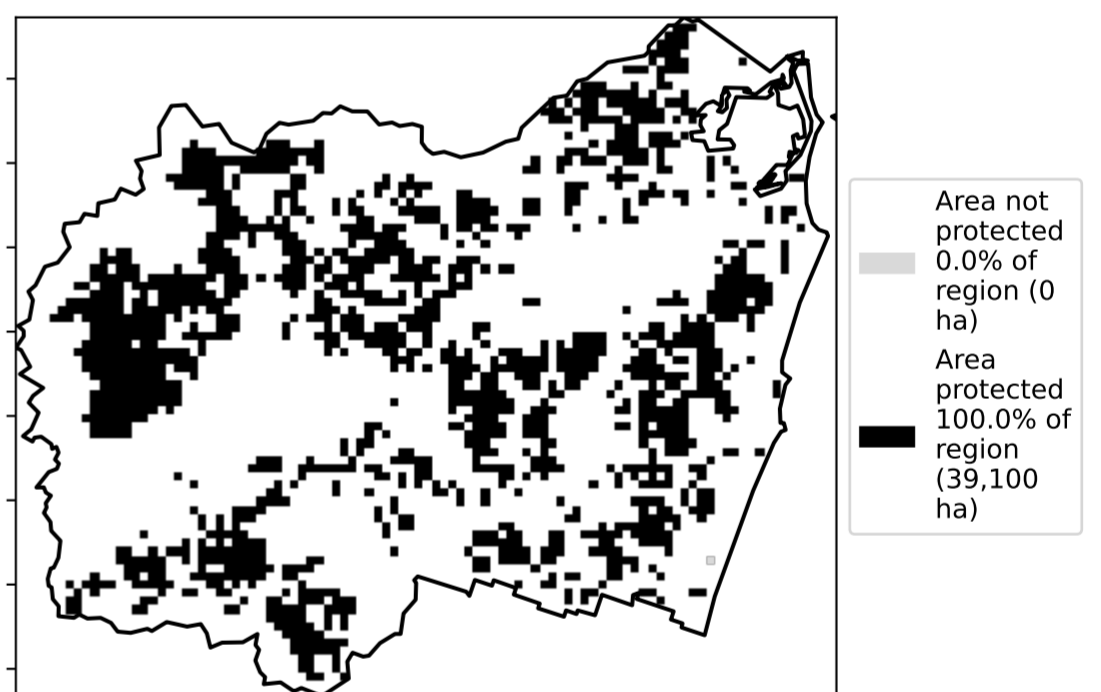 Area not
protected
0.0% of
region (0
ha)
Area
protected
100.0% of
region
(39,100
ha)